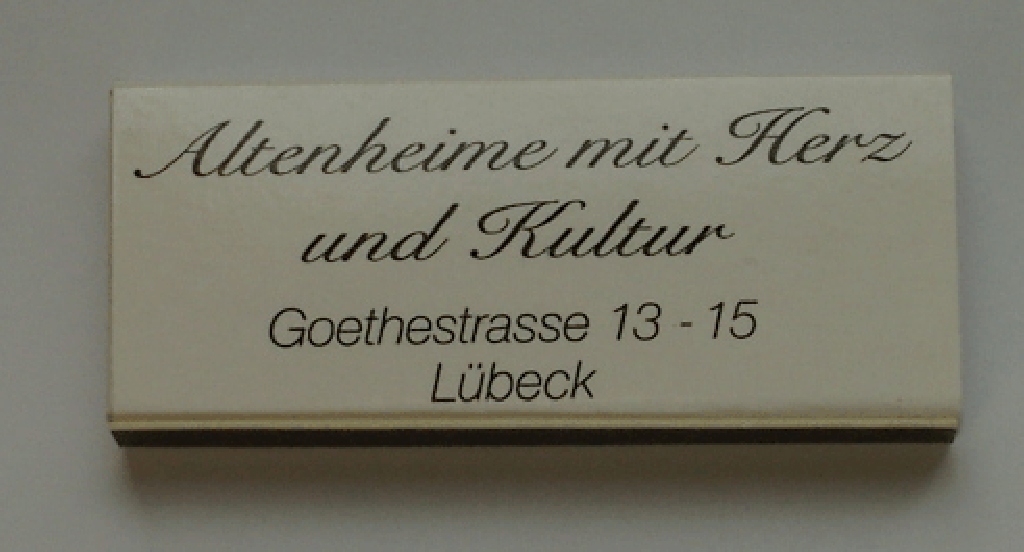 Altenheime mit Herz
und Kultur
Goethestrasse 13 - 15
Lübeck